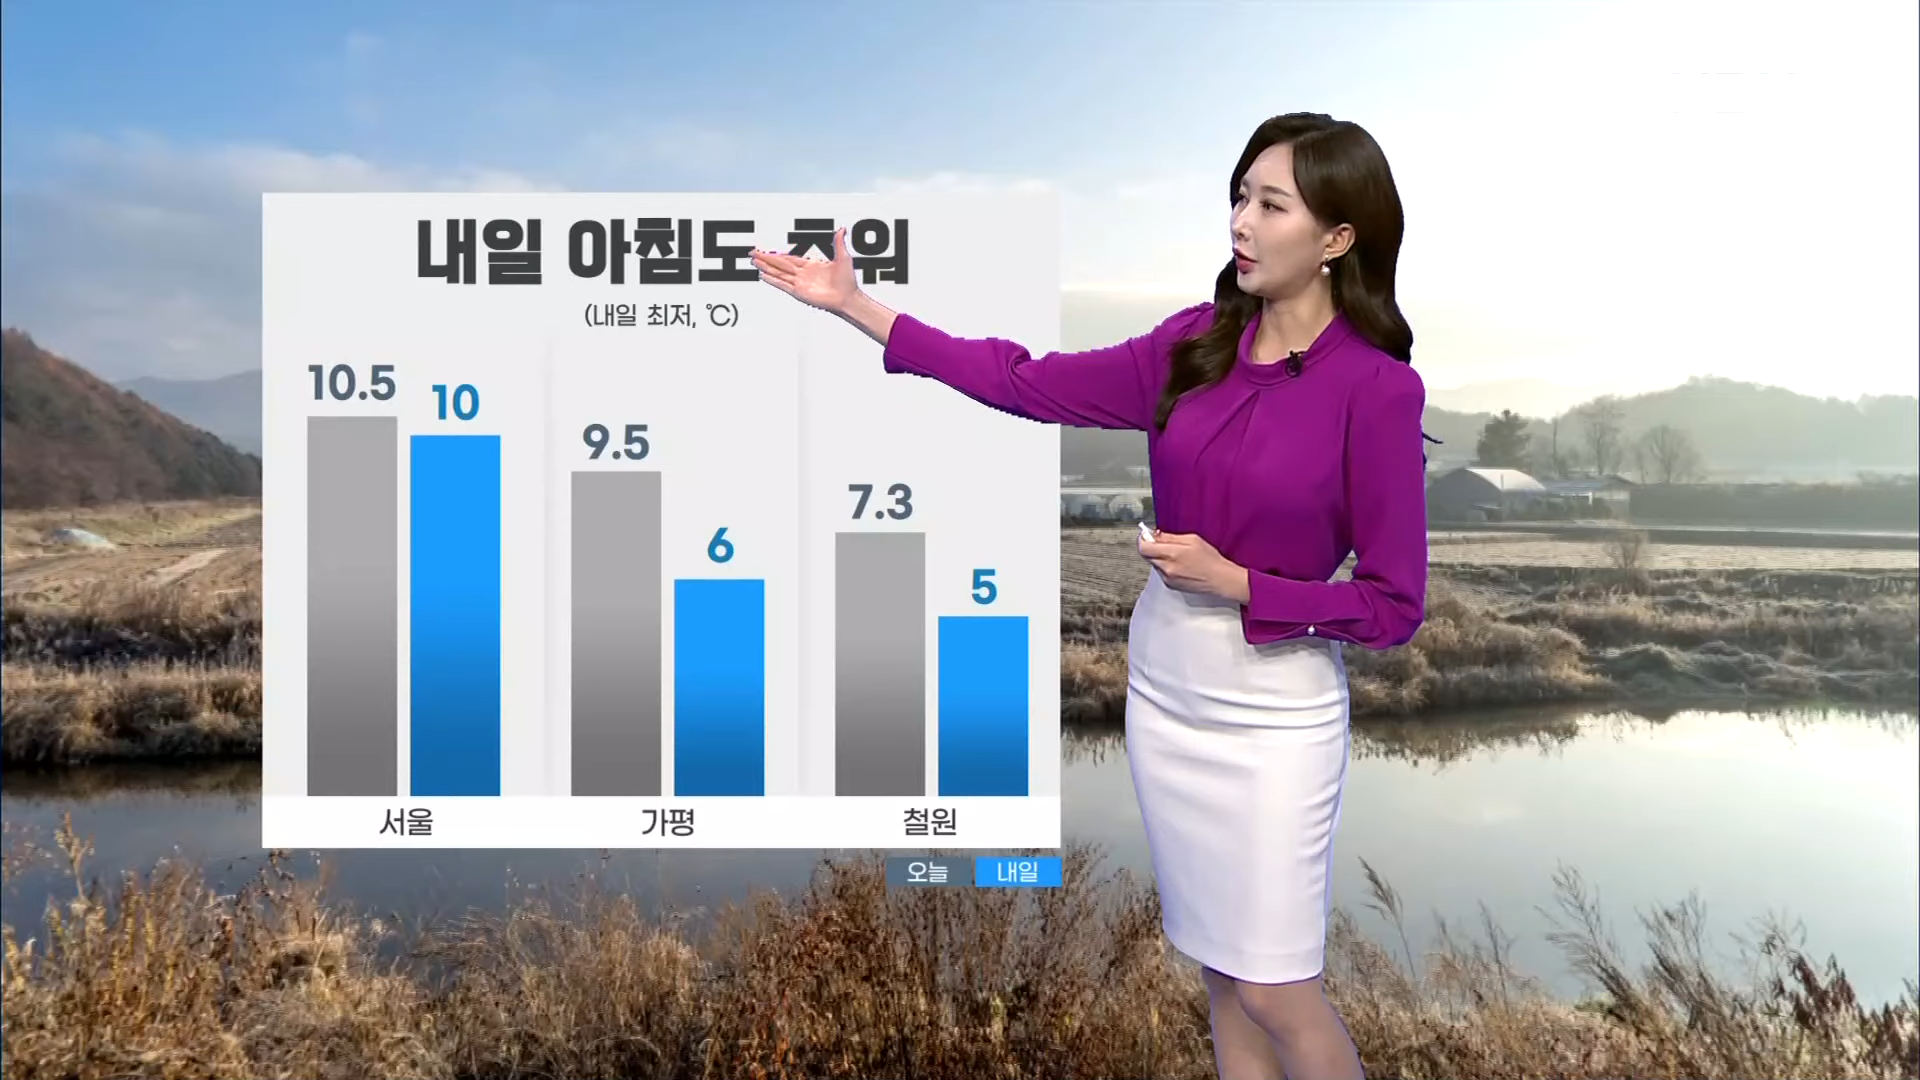 내일 아침도 추워
(내일 최저, ℃)
10.5 10
9.5 6
7.3 5
서울 가평 철원
오늘 내일